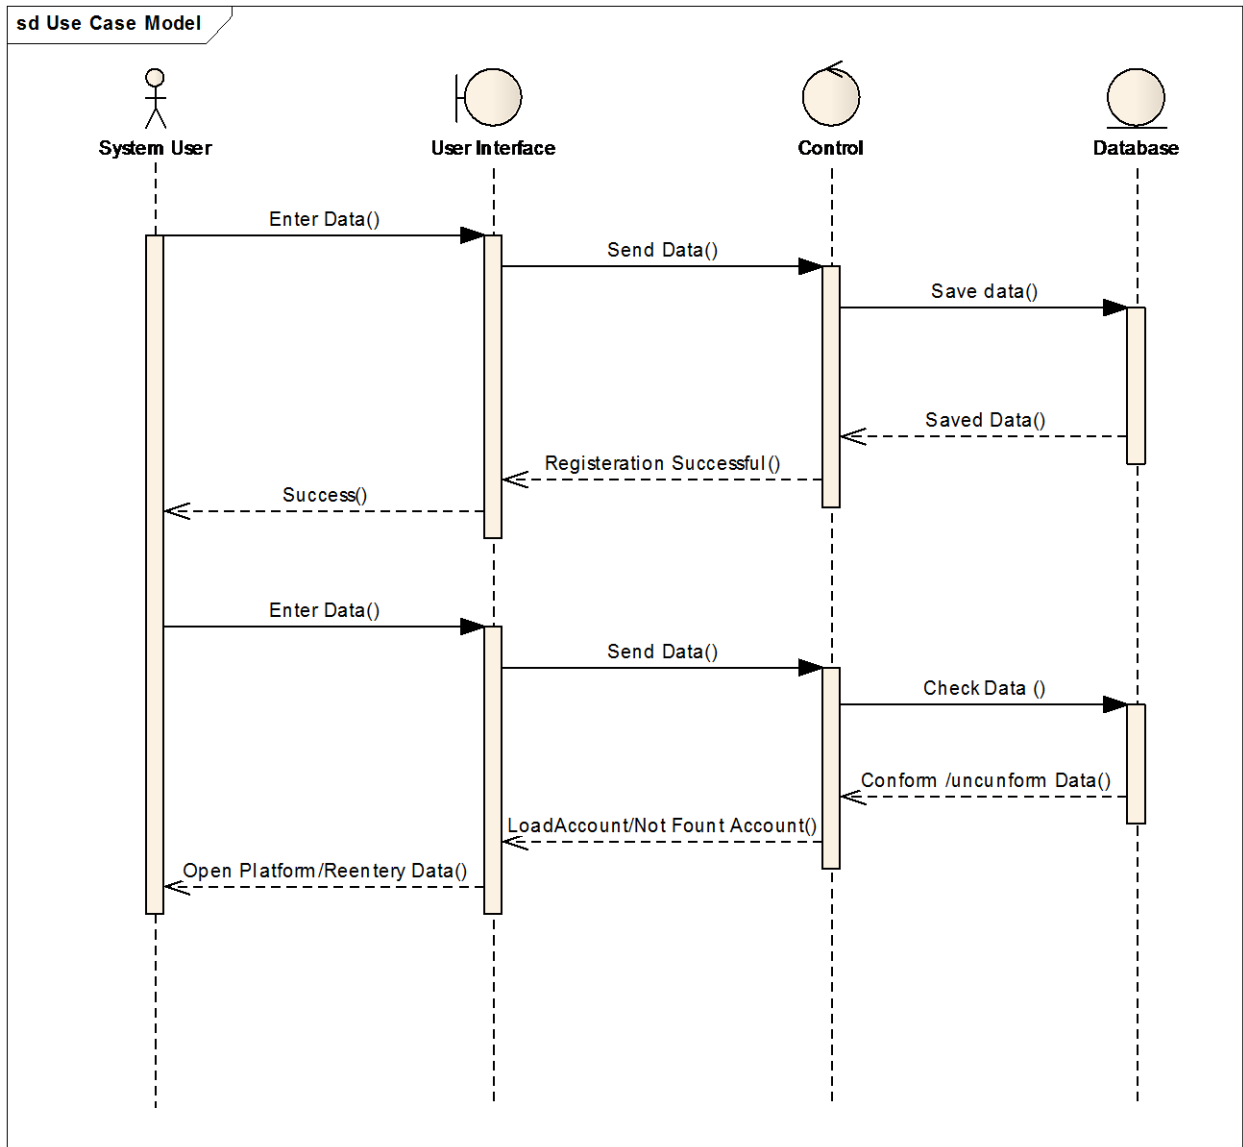 sd Use Case Model
System User
User Interface
Control
Database
Enter Data()
Send Data()
Save data()
Saved Data()
Registeration Successful()
Success()
Enter Data()
Send Data()
Check Data ()
Conform /uncunform Data()
LoadAccount/Not Fount Account()
Open Platform/Reentery Data()